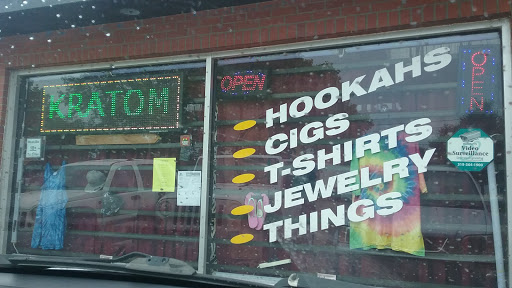 KRATOM
OPEN
HOOKAHS
CIGS
T-SHIRTS
JEWELRY
THINGS
OPEN
Video
Surveillance